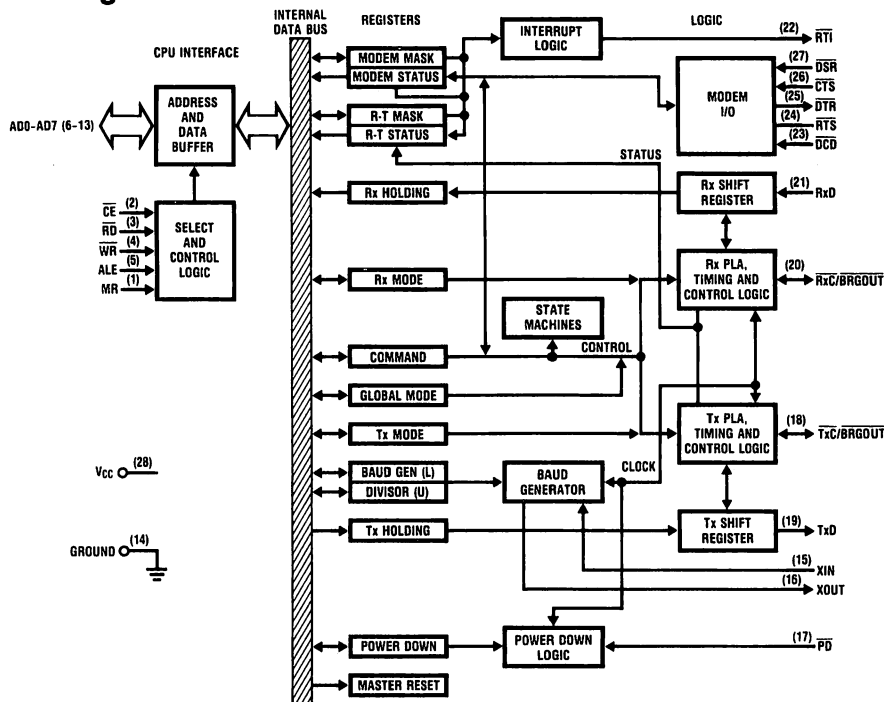 INTERNAL
DATA BUS
REGISTERS
LOGIC
CPU INTERFACE
INTERRUPT
LOGIC
(22)
RTI
MODEM MASK
MODEM STATUS
(27)
DSR
(26)
CTS
(25)
DTR
(24)
RTS
(23)
DCD
MODEM
I/O
ADDRESS
AND DATA
BUFFER
AD0-AD7 (6-13)
R-T MASK
R-T STATUS
STATUS
Rx HOLDING
Rx SHIFT
REGISTER
(21)
RxD
CE
(2)
RD
(3)
WR
(4)
ALE
(5)
MR
(1)
SELECT
AND
CONTROL
LOGIC
Rx MODE
Rx PLA,
TIMING AND
CONTROL LOGIC
(20)
RxC/BRGOUT
STATE
MACHINES
CONTROL
COMMAND
GLOBAL MODE
Tx MODE
Tx PLA,
TIMING AND
CONTROL LOGIC
(18)
TxC/BRGOUT
VCC
(28)
BAUD GEN (L)
DIVISOR (U)
BAUD
GENERATOR
CLOCK
Tx HOLDING
Tx SHIFT
REGISTER
(19)
TxD
GROUND
(14)
(15)
XIN
(16)
XOUT
POWER DOWN
POWER DOWN
LOGIC
(17)
PD
MASTER RESET